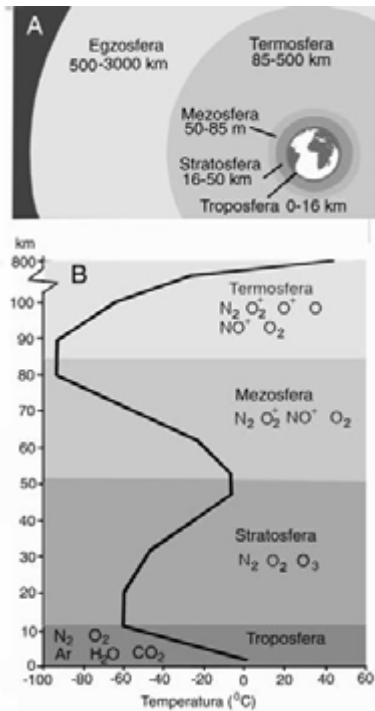 A
Egzosfera
500-3000 km
Termosfera
85-500 km
Mezosfera
50-85 m
Stratosfera
16-50 km
Troposfera 0-16 km
km
B
800
100
90
80
70
60
50
40
30
20
10
0
Termosfera
N₂ O₂⁺ O⁺ O
NO⁺ O₂
Mezosfera
N₂ O₂⁺ NO⁺ O₂
Stratosfera
N₂ O₂ O₃
Troposfera
N₂ O₂
Ar H₂O CO₂
-100 -80 -60 -40 -20 0 20 40 60
Temperatura (⁰C)